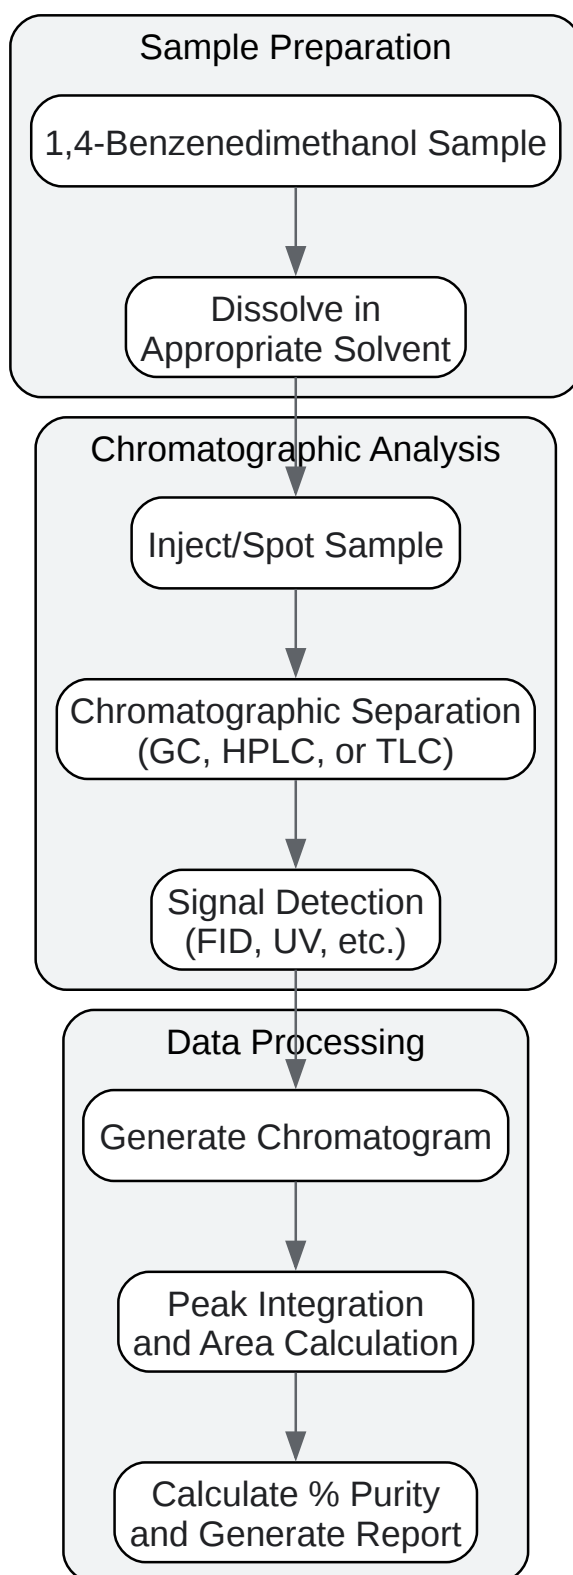 Sample Preparation
1,4-Benzenedimethanol Sample
Dissolve in
Appropriate Solvent
Chromatographic Analysis
Inject/Spot Sample
Chromatographic Separation
(GC, HPLC, or TLC)
Signal Detection
(FID, UV, etc.)
Data Processing
Generate Chromatogram
Peak Integration
and Area Calculation
Calculate % Purity
and Generate Report